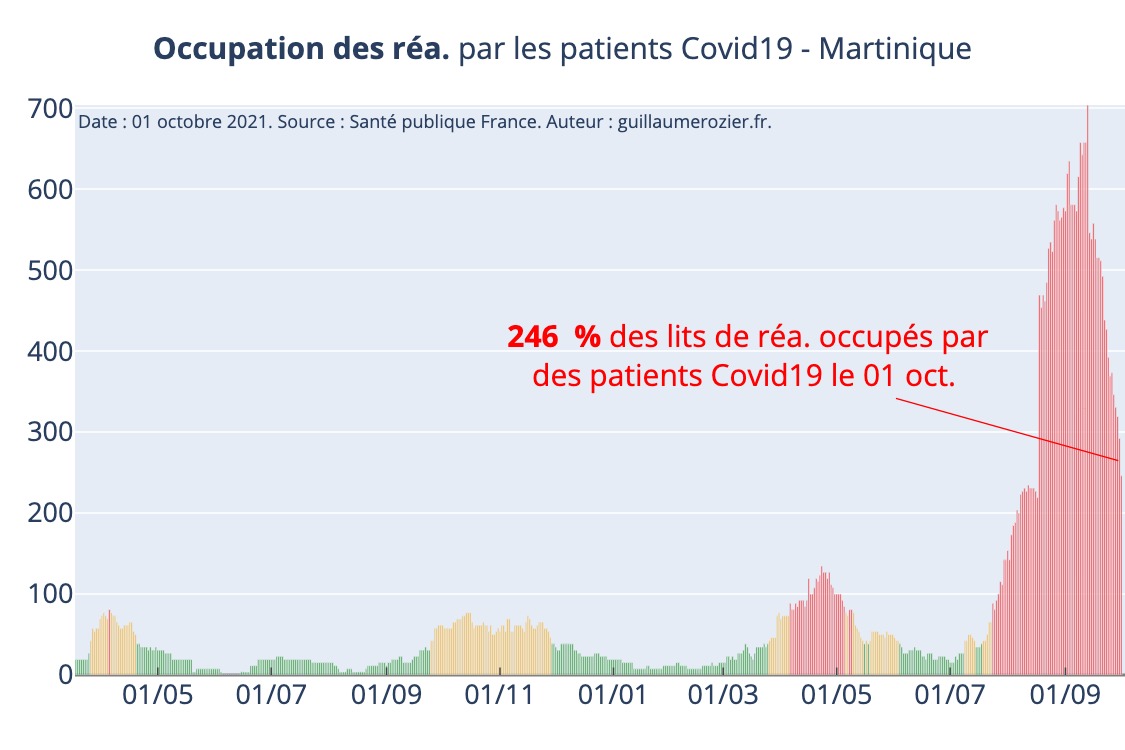 Occupation des réa. par les patients Covid19 - Martinique
700
Date : 01 octobre 2021. Source : Santé publique France. Auteur : guillaumerozier.fr.
600
500
400
300
200
100
0
246 % des lits de réa. occupés par
des patients Covid19 le 01 oct.
01/05 01/07 01/09 01/11 01/01 01/03 01/05 01/07 01/09